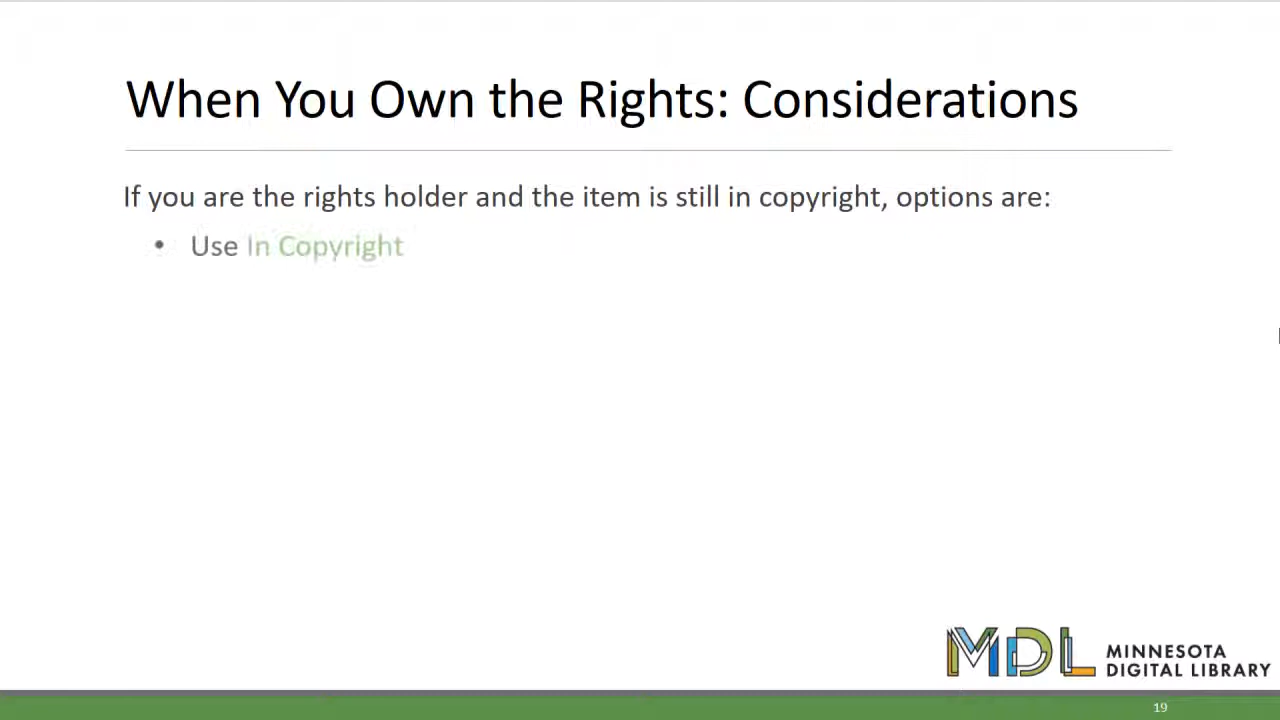 When You Own the Rights: Considerations
If you are the rights holder and the item is still in copyright, options are:
• Use In Copyright
MDL MINNESOTA
DIGITAL LIBRARY
19